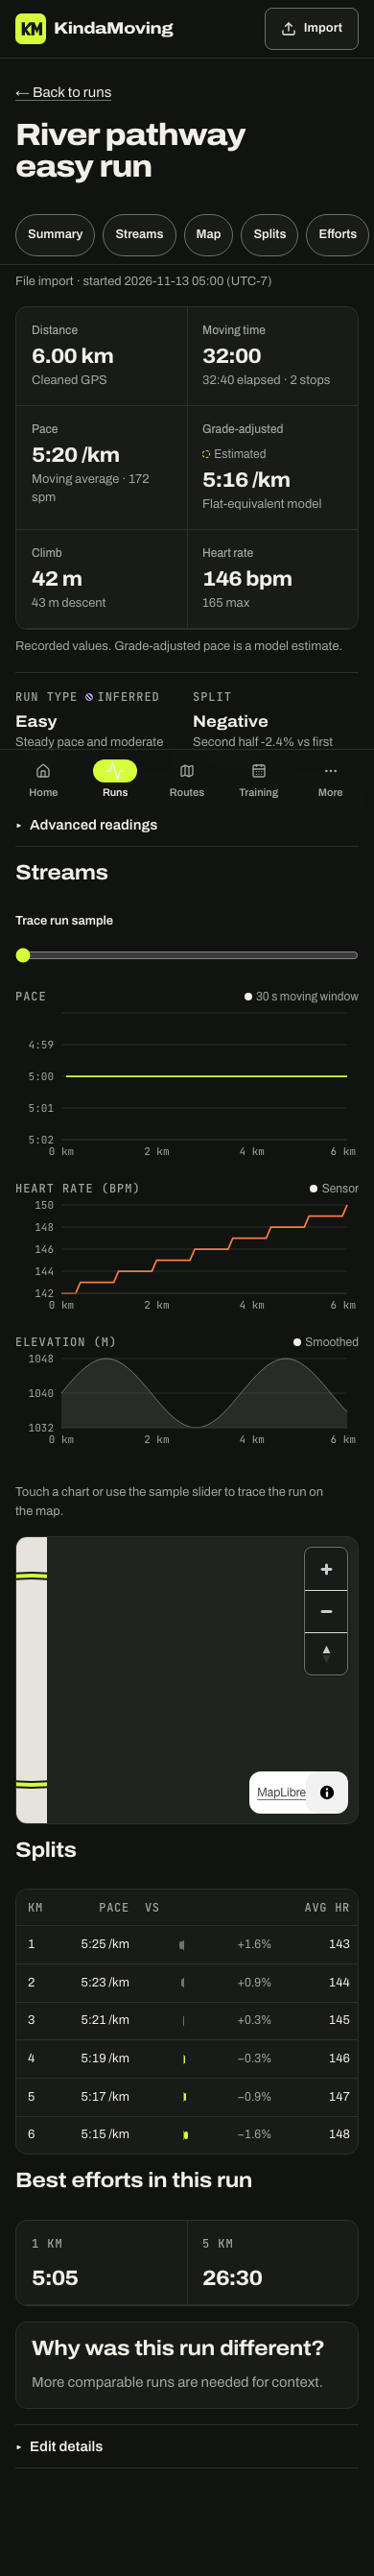 KM KindaMoving
Import
← Back to runs
River pathway
easy run
Summary
Streams
Map
Splits
Efforts
File import · started 2026-11-13 05:00 (UTC-7)
Distance
6.00 km
Cleaned GPS
Moving time
32:00
32:40 elapsed · 2 stops
Pace
5:20 /km
Moving average · 172
spm
Grade-adjusted
Estimated
5:16 /km
Flat-equivalent model
Climb
42 m
43 m descent
Heart rate
146 bpm
165 max
Recorded values. Grade-adjusted pace is a model estimate.
RUN TYPE INFERRED
Easy
Steady pace and moderate
SPLIT
Negative
Second half -2.4% vs first
Home
Runs
Routes
Training
More
Advanced readings
Streams
Trace run sample
PACE
30 s moving window
4:59
5:00
5:01
5:02
0 km 2 km 4 km 6 km
HEART RATE (BPM)
Sensor
150
148
146
144
142
0 km 2 km 4 km 6 km
ELEVATION (M)
Smoothed
1048
1040
1032
0 km 2 km 4 km 6 km
Touch a chart or use the sample slider to trace the run on
the map.
MapLibre
Splits
KM PACE VS AVG HR
1 5:25 /km +1.6% 143
2 5:23 /km +0.9% 144
3 5:21 /km +0.3% 145
4 5:19 /km −0.3% 146
5 5:17 /km −0.9% 147
6 5:15 /km −1.6% 148
Best efforts in this run
1 KM
5:05
5 KM
26:30
Why was this run different?
More comparable runs are needed for context.
Edit details